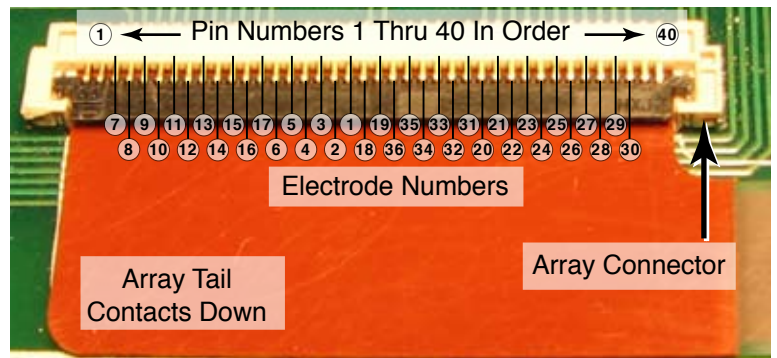 1 Pin Numbers 1 Thru 40 In Order 40
7 9 11 13 15 17 5 3 1 19 35 33 31 21 23 25 27 29
8 10 12 14 16 6 4 2 18 36 34 32 20 22 24 26 28 30
Electrode Numbers
Array Connector
Array Tail
Contacts Down